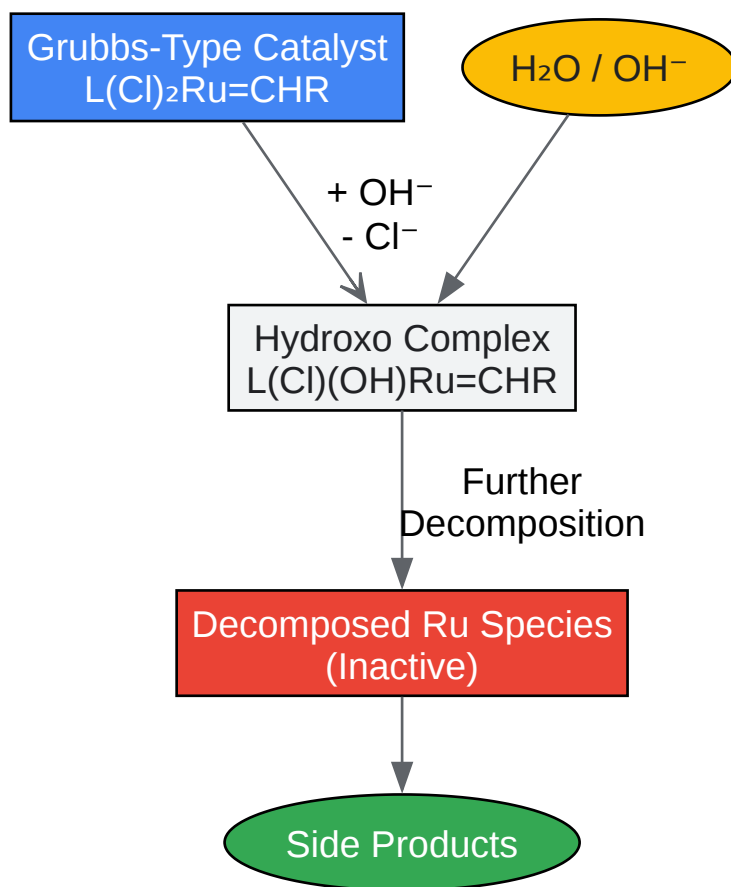 Grubbs-Type Catalyst
L(Cl)₂Ru=CHR
H₂O / OH⁻
+ OH⁻
- Cl⁻
Hydroxo Complex
L(Cl)(OH)Ru=CHR
Further
Decomposition
Decomposed Ru Species
(Inactive)
Side Products